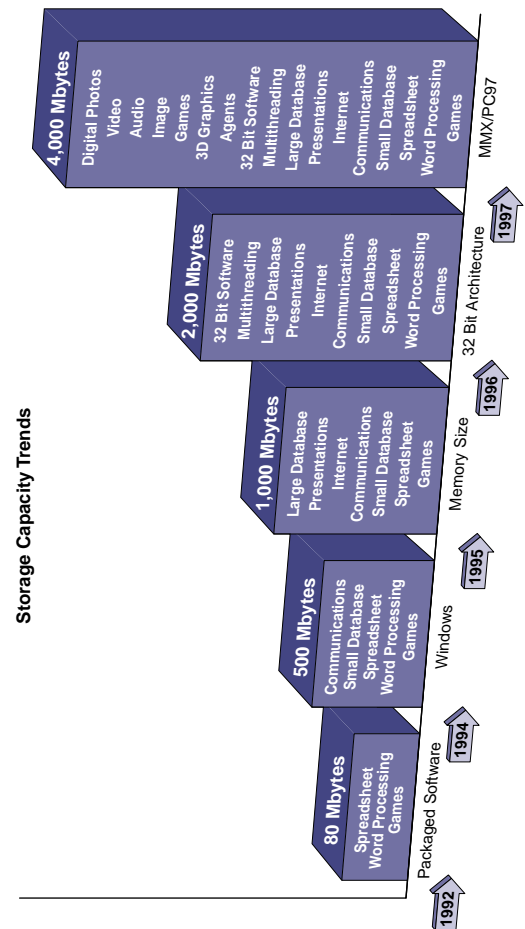 Storage Capacity Trends
80 Mbytes
Spreadsheet
Word Processing
Games
Packaged Software
500 Mbytes
Communications
Small Database
Spreadsheet
Word Processing
Games
Windows
1,000 Mbytes
Large Database
Presentations
Internet
Communications
Small Database
Spreadsheet
Games
Memory Size
2,000 Mbytes
32 Bit Software
Multithreading
Large Database
Presentations
Internet
Communications
Small Database
Spreadsheet
Word Processing
Games
32 Bit Architecture
4,000 Mbytes
Digital Photos
Video
Audio
Image
Games
3D Graphics
Agents
32 Bit Software
Multithreading
Large Database
Presentations
Internet
Communications
Small Database
Spreadsheet
Word Processing
Games
MMX/PC97
1992
1994
1995
1996
1997